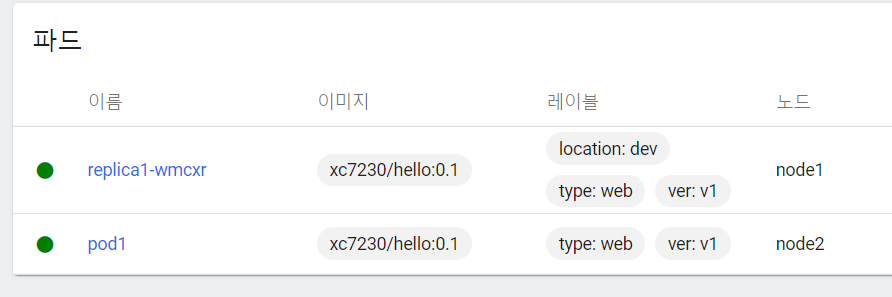 파드
이름 이미지 레이블 노드
location: dev
replica1-wmcxr xc7230/hello:0.1 node1
type: web ver: v1
pod1 xc7230/hello:0.1 type: web ver: v1 node2